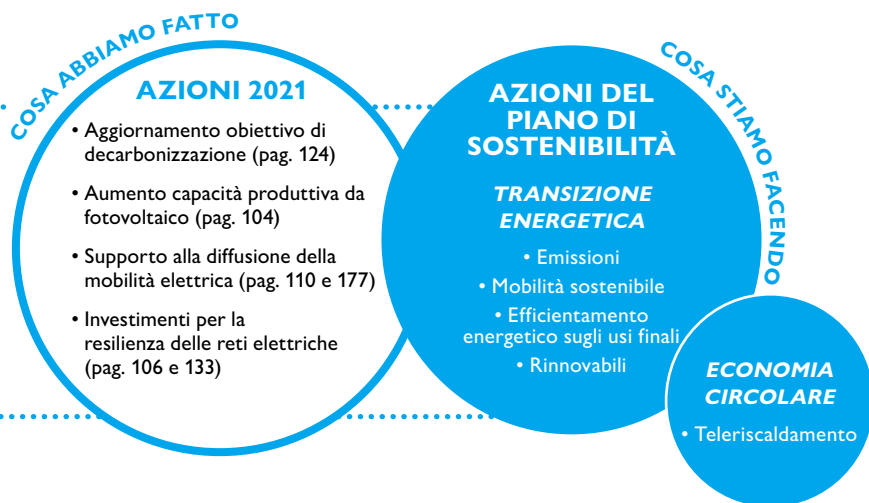 COSA ABBIAMO FATTO
AZIONI 2021
• Aggiornamento obiettivo di
decarbonizzazione (pag. 124)
• Aumento capacità produttiva da
fotovoltaico (pag. 104)
• Supporto alla diffusione della
mobilità elettrica (pag. 110 e 177)
• Investimenti per la
resilienza delle reti elettriche
(pag. 106 e 133)
COSA STIAMO FACENDO
AZIONI DEL
PIANO DI
SOSTENIBILITÀ
TRANSIZIONE
ENERGETICA
• Emissioni
• Mobilità sostenibile
• Efficientamento
energetico sugli usi finali
• Rinnovabili
ECONOMIA
CIRCOLARE
• Teleriscaldamento